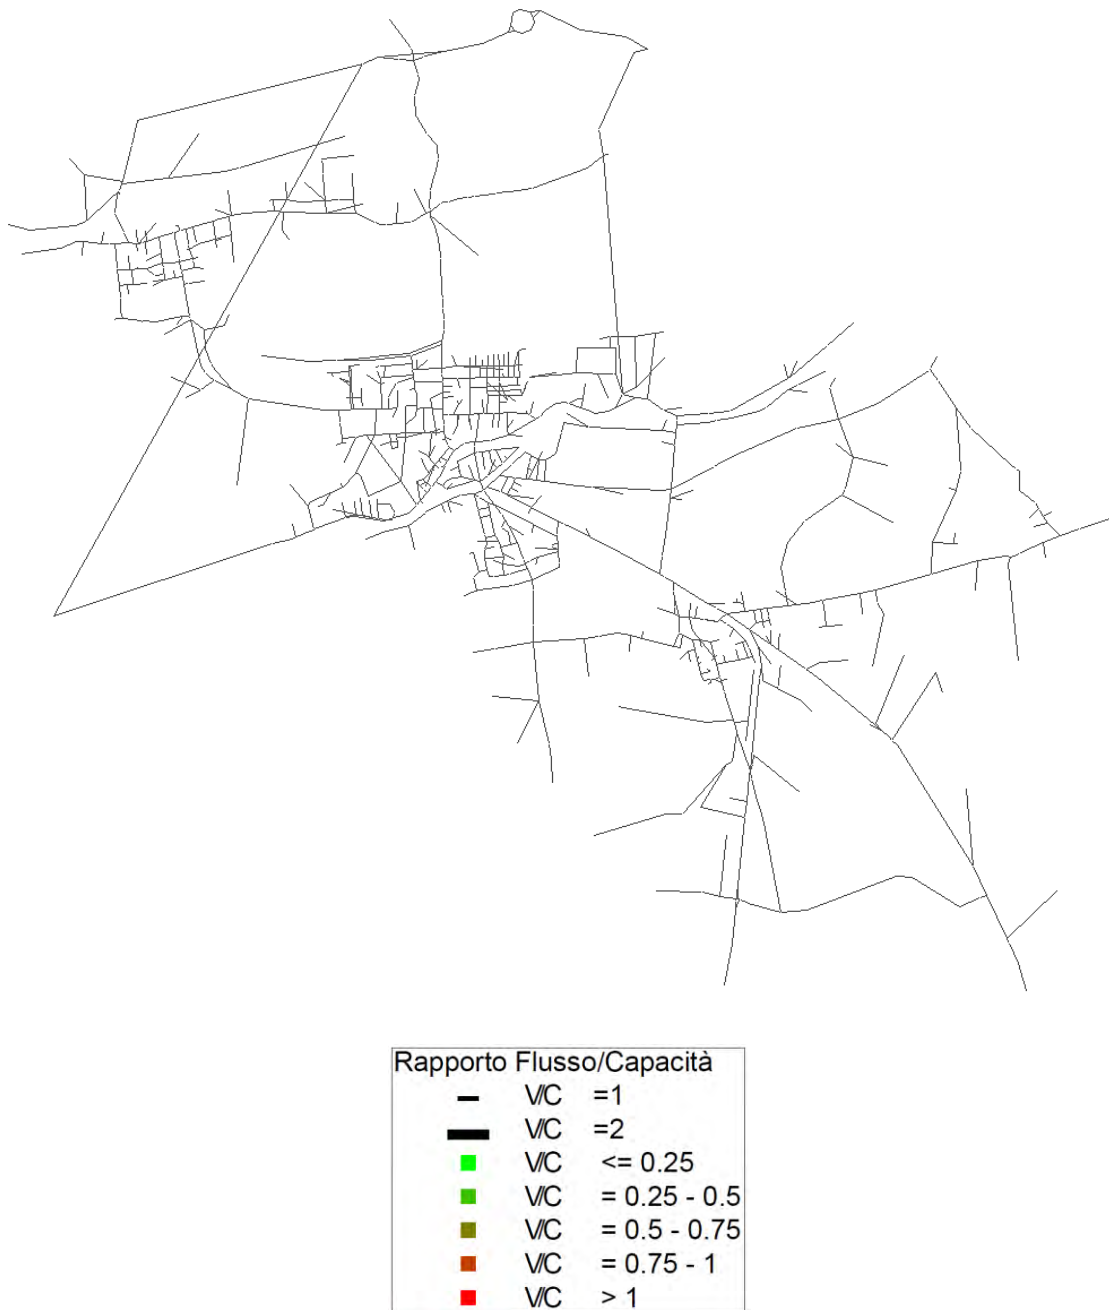 Rapporto Flusso/Capacità
V/C =1
V/C =2
V/C <= 0.25
V/C = 0.25 - 0.5
V/C = 0.5 - 0.75
V/C = 0.75 - 1
V/C > 1